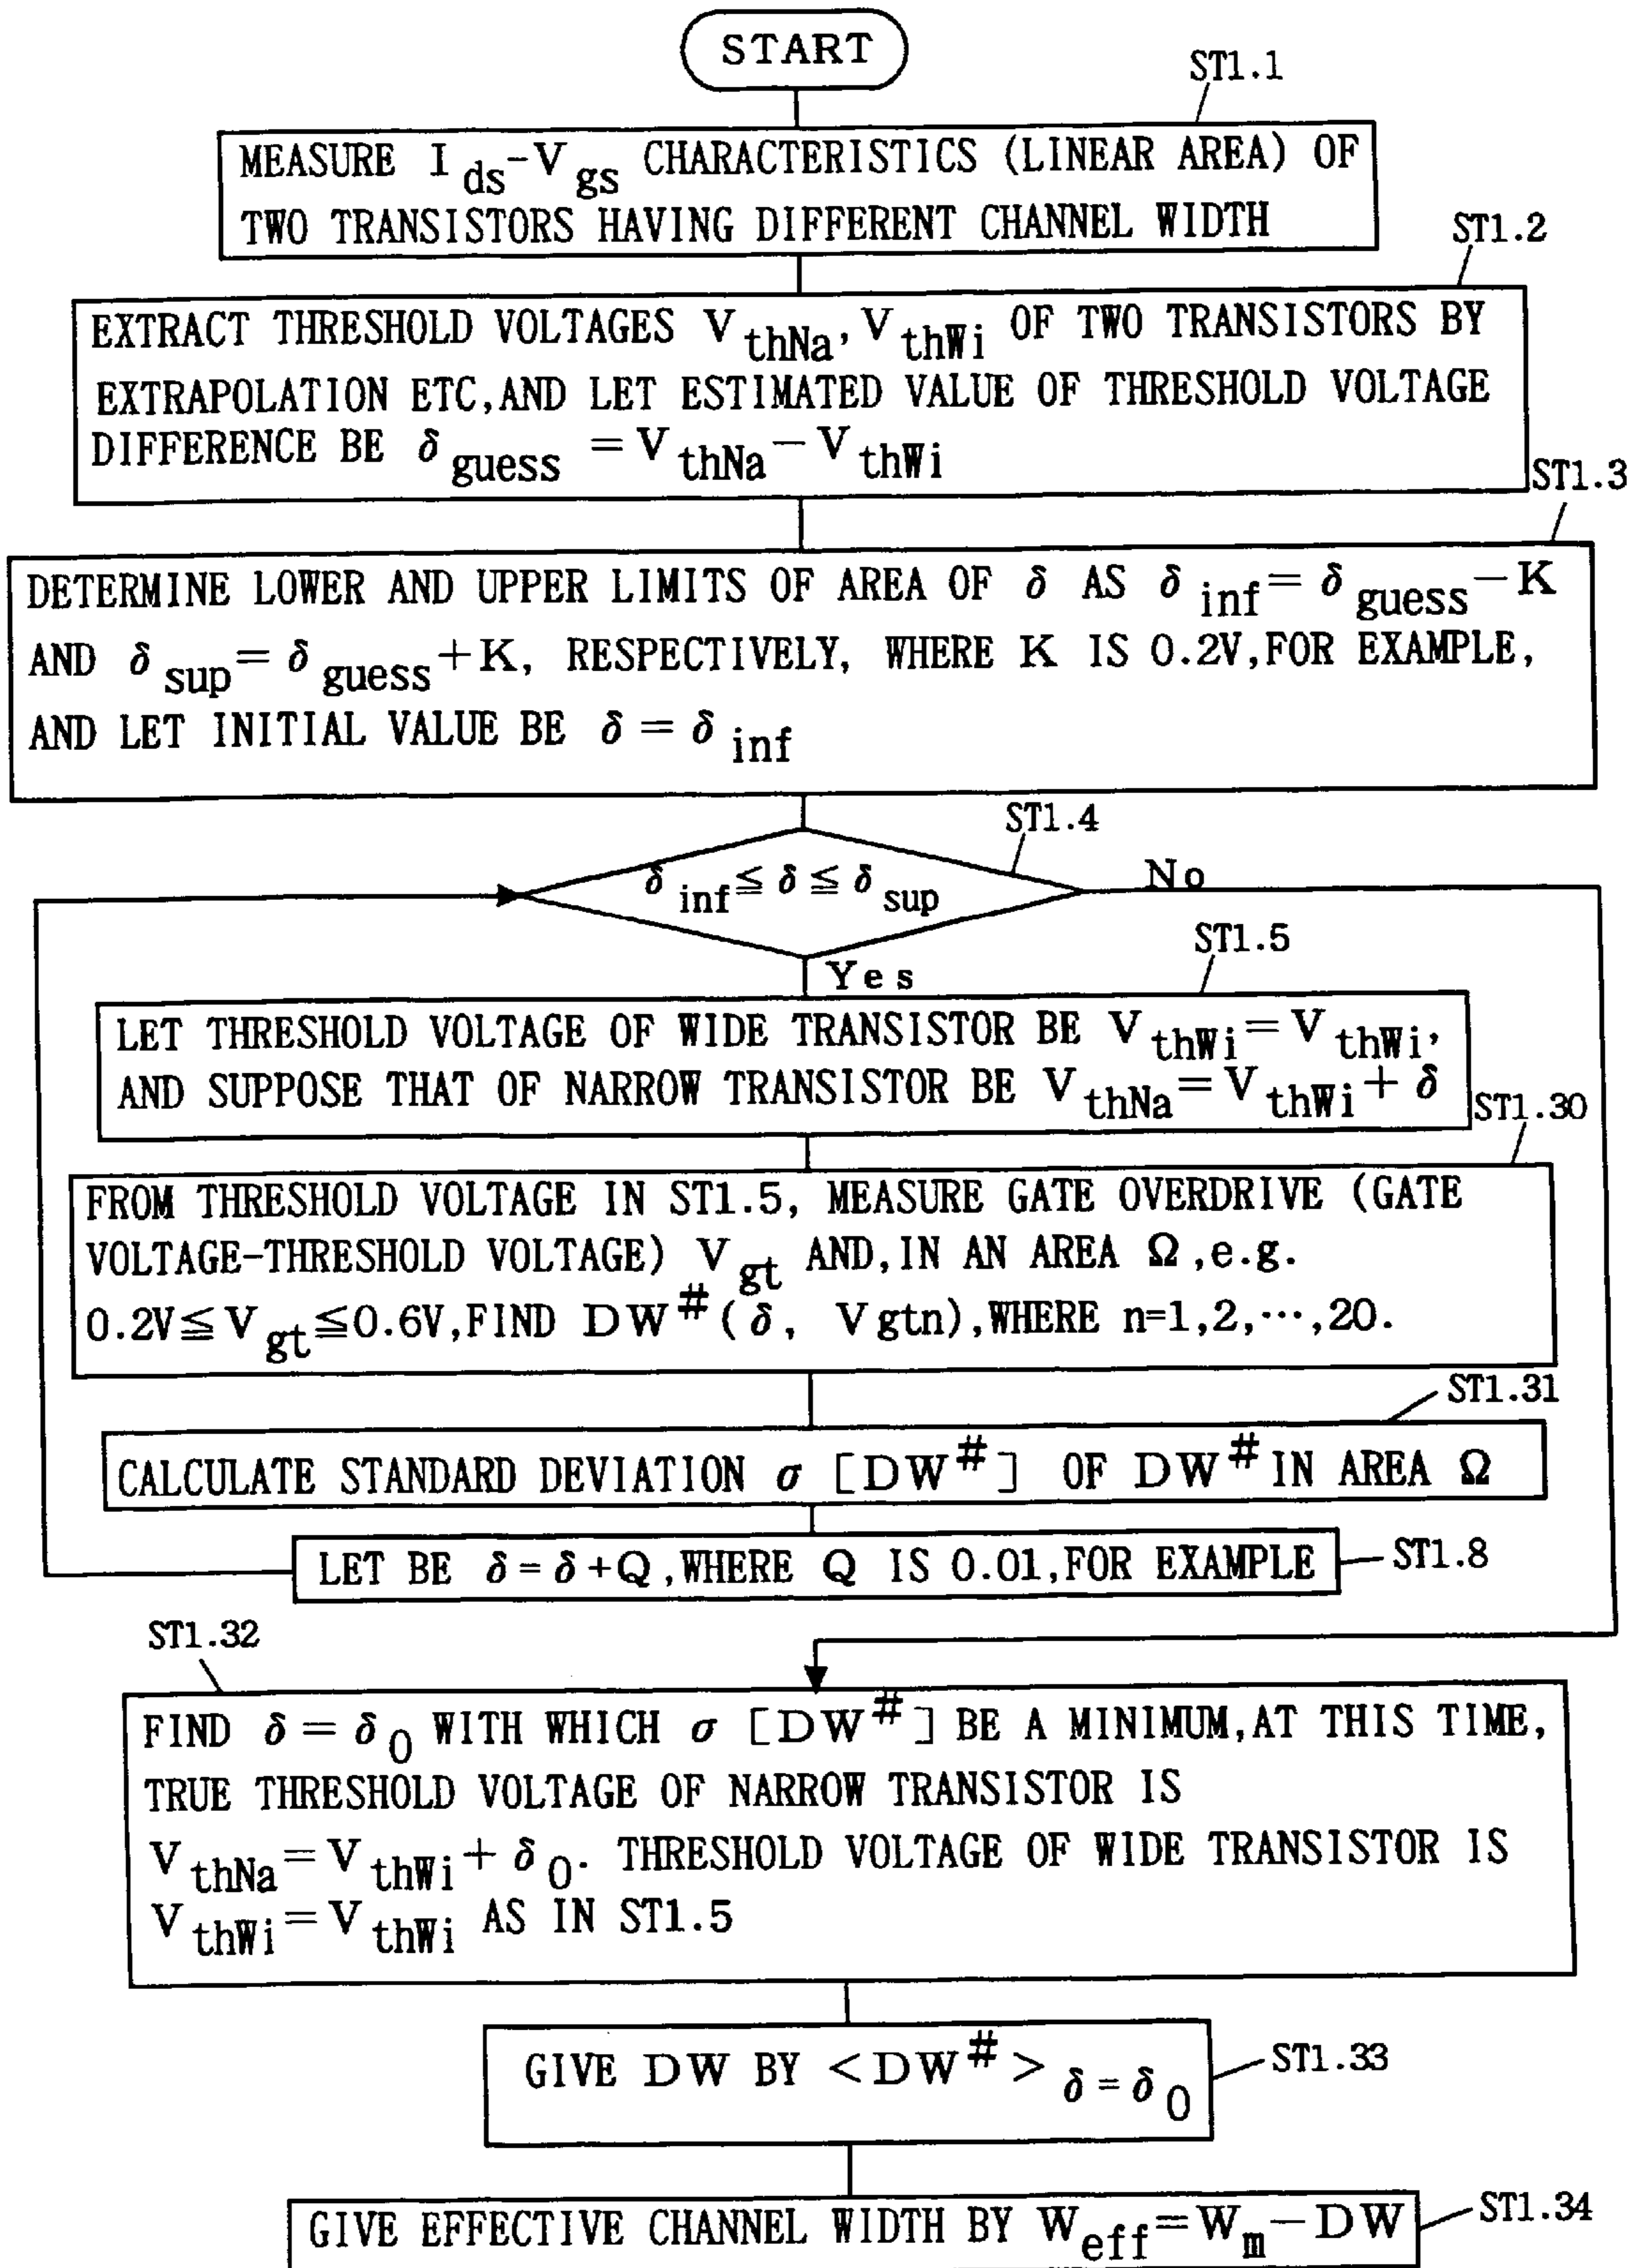 START
ST1.1
MEASURE I ds-V gs CHARACTERISTICS (LINEAR AREA) OF
TWO TRANSISTORS HAVING DIFFERENT CHANNEL WIDTH
ST1.2
EXTRACT THRESHOLD VOLTAGES V thNa, V thWi OF TWO TRANSISTORS BY
EXTRAPOLATION ETC,AND LET ESTIMATED VALUE OF THRESHOLD VOLTAGE
DIFFERENCE BE δ guess = V thNa - V thWi
ST1.3
DETERMINE LOWER AND UPPER LIMITS OF AREA OF δ AS δ inf = δ guess - K
AND δ sup = δ guess + K, RESPECTIVELY, WHERE K IS 0.2V,FOR EXAMPLE,
AND LET INITIAL VALUE BE δ = δ inf
ST1.4
δ inf ≦ δ ≦ δ sup
No
Yes
ST1.5
LET THRESHOLD VOLTAGE OF WIDE TRANSISTOR BE V thWi = V thWi,
AND SUPPOSE THAT OF NARROW TRANSISTOR BE V thNa = V thWi + δ
ST1.30
FROM THRESHOLD VOLTAGE IN ST1.5, MEASURE GATE OVERDRIVE (GATE
VOLTAGE-THRESHOLD VOLTAGE) V gt AND,IN AN AREA Ω,e.g.
0.2V ≦ V gt ≦ 0.6V,FIND DW# (δ, Vgtn),WHERE n=1,2,⋯,20.
ST1.31
CALCULATE STANDARD DEVIATION σ [DW#] OF DW# IN AREA Ω
LET BE δ = δ + Q,WHERE Q IS 0.01,FOR EXAMPLE
ST1.8
ST1.32
FIND δ = δ 0 WITH WHICH σ [DW#] BE A MINIMUM,AT THIS TIME,
TRUE THRESHOLD VOLTAGE OF NARROW TRANSISTOR IS
V thNa = V thWi + δ 0. THRESHOLD VOLTAGE OF WIDE TRANSISTOR IS
V thWi = V thWi AS IN ST1.5
GIVE DW BY <DW#> δ = δ 0
ST1.33
GIVE EFFECTIVE CHANNEL WIDTH BY W eff = W m - DW
ST1.34